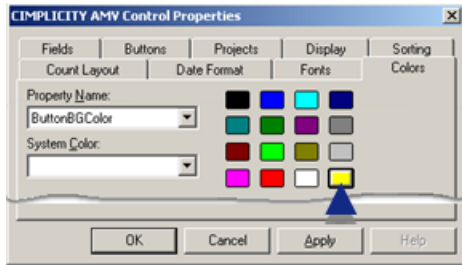 CIMPLICITY AMV Control Properties
Fields Buttons Projects Display Sorting
Count Layout Date Format Fonts Colors
Property Name:
ButtonBGColor
System Color:
OK Cancel Apply Help